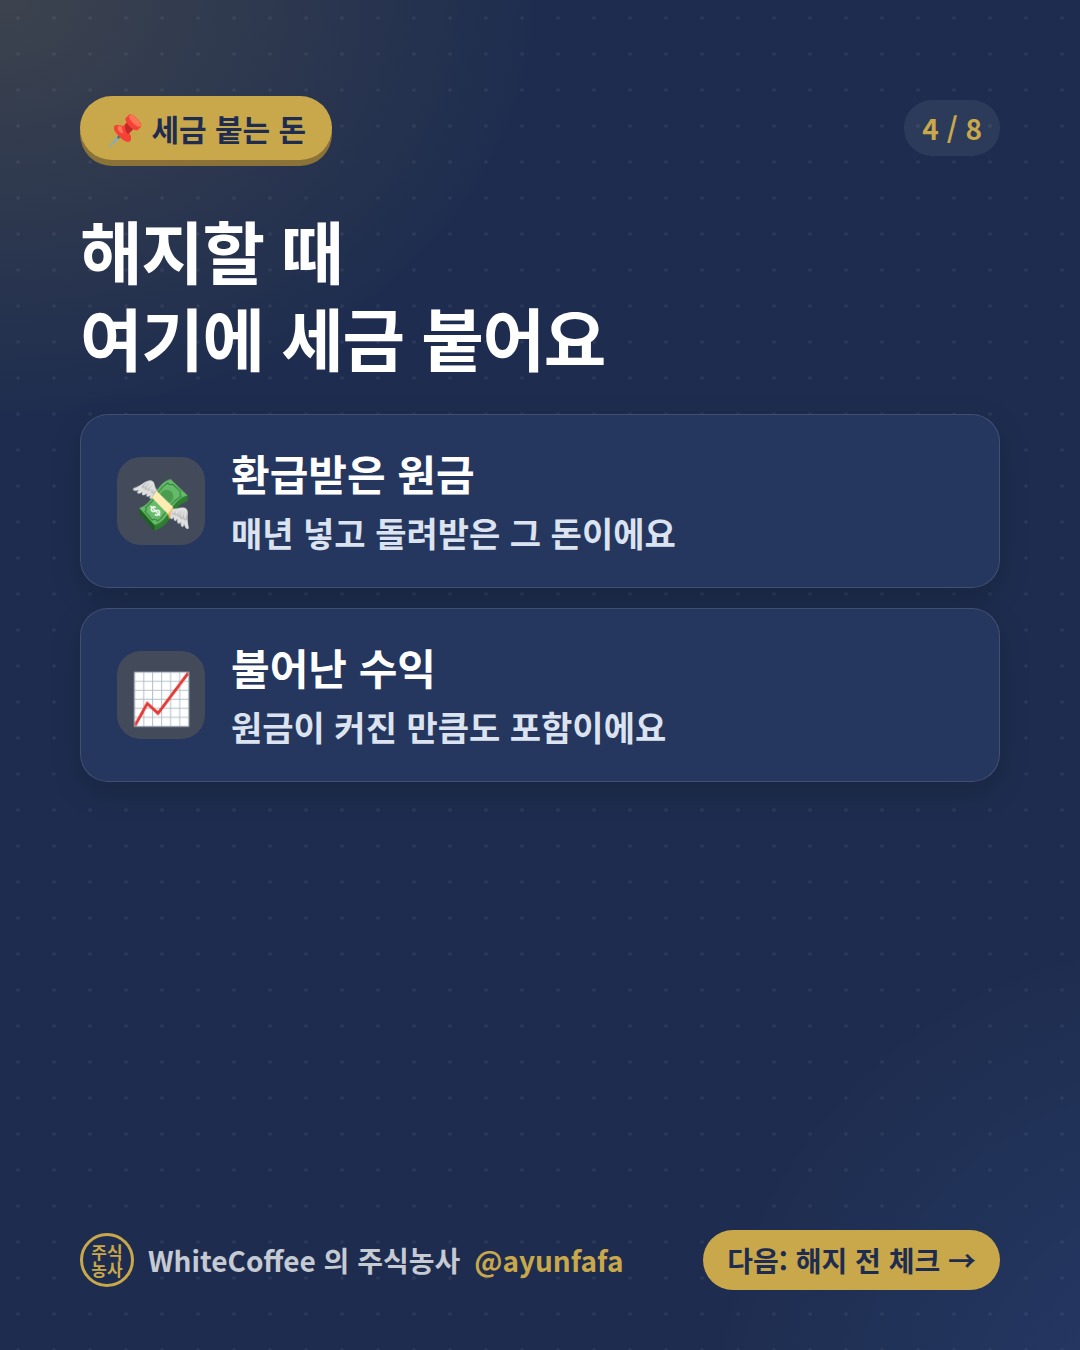 📌 세금 붙는 돈
4 / 8
해지할 때
여기에 세금 붙어요
환급받은 원금
매년 넣고 돌려받은 그 돈이에요
불어난 수익
원금이 커진 만큼도 포함이에요
주식
농사
WhiteCoffee 의 주식농사 @ayunfafa
다음: 해지 전 체크 →